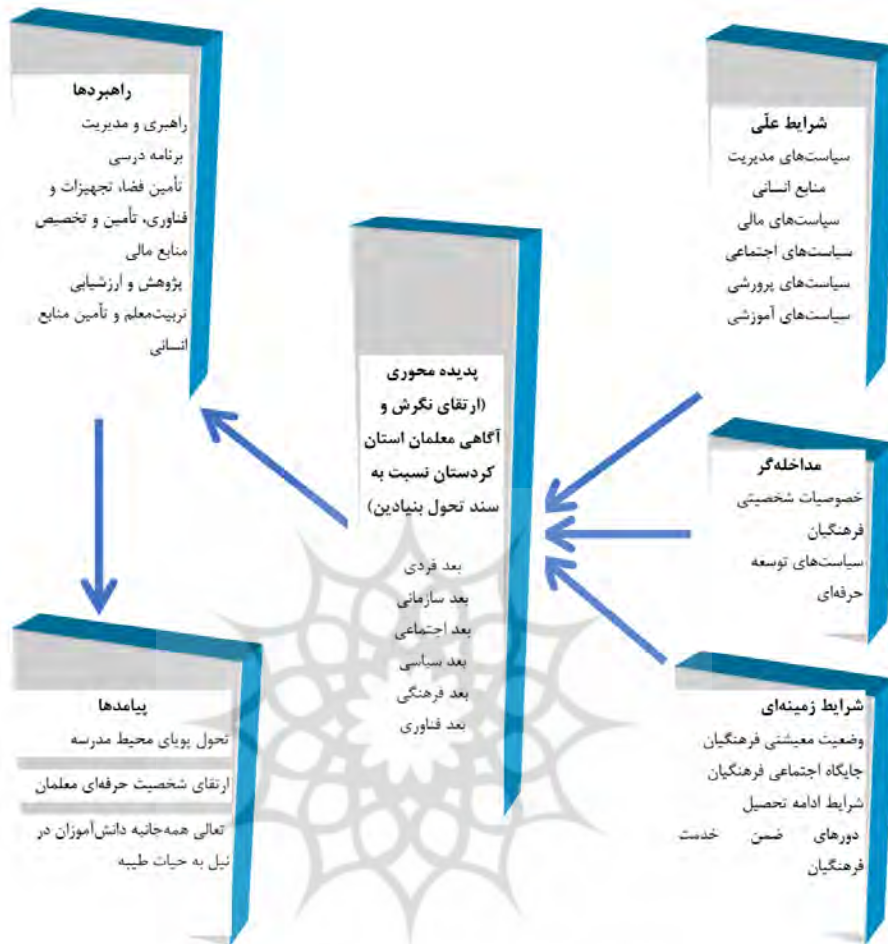 شرایط علّی
سیاست‌های مدیریت
منابع انسانی
سیاست‌های مالی
سیاست‌های اجتماعی
سیاست‌های پرورشی
سیاست‌های آموزشی
مداخله‌گر
خصوصیات شخصیتی
فرهنگیان
سیاست‌های توسعه
حرفه‌ای
شرایط زمینه‌ای
وضعیت معیشتی فرهنگیان
جایگاه اجتماعی فرهنگیان
شرایط ادامه تحصیل
دورهای ضمن خدمت
فرهنگیان
پدیده محوری
(ارتقای نگرش و
آگاهی معلمان استان
کردستان نسبت به
سند تحول بنیادین)
بعد فردی
بعد سازمانی
بعد اجتماعی
بعد سیاسی
بعد فرهنگی
بعد فناوری
راهبردها
راهبری و مدیریت
برنامه درسی
تأمین فضا، تجهیزات و
فناوری، تأمین و تخصیص
منابع مالی
پژوهش و ارزشیابی
تربیت‌معلم و تأمین منابع
انسانی
پیامدها
تحول پویای محیط مدرسه
ارتقای شخصیت حرفه‌ای معلمان
تعالی همه‌جانبه دانش‌آموزان در
نیل به حیات طیبه